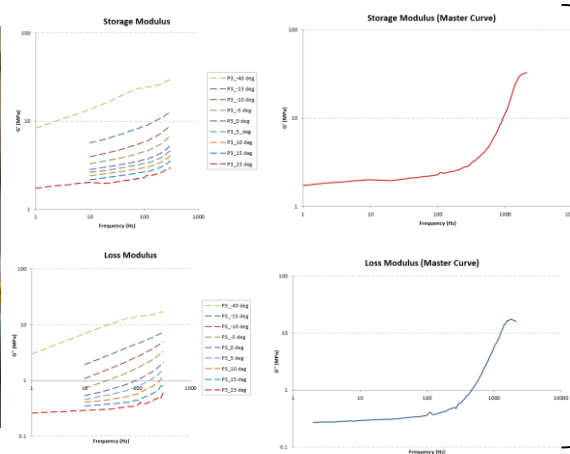 Storage Modulus
100
10
1
G' (MPa)
1
10
100
1000
Frequency (Hz)
P3_-40 deg
P3_-15 deg
P3_-10 deg
P3_-5 deg
P3_0 deg
P3_5_ deg
P3_10 deg
P3_15 deg
P3_23 deg
Storage Modulus (Master Curve)
100
10
1
G' (MPa)
1
10
100
1000
Frequency (Hz)
Loss Modulus
100
10
1
0.1
G'' (MPa)
1
10
100
1000
Frequency (Hz)
P3_-40 deg
P3_-15 deg
P3_-10 deg
P3_-5 deg
P3_0 deg
P3_5 deg
P3_10 deg
P3_15 deg
P3_23 deg
Loss Modulus (Master Curve)
100
10
1
0.1
G'' (MPa)
1
10
100
1000
10000
Frequency (Hz)